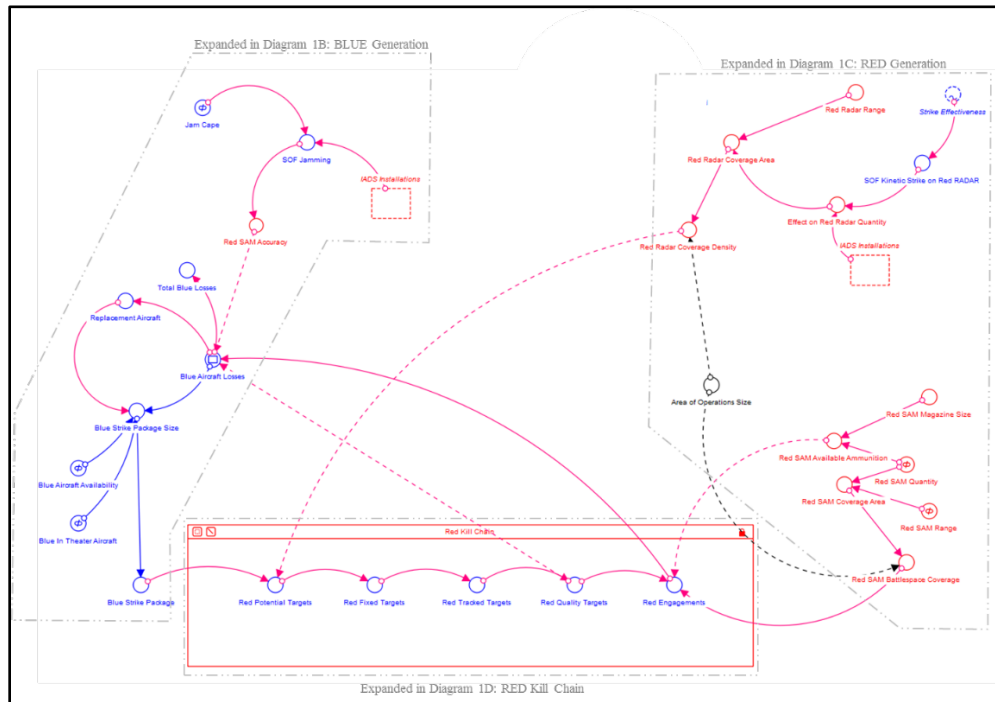 Expanded in Diagram 1B: BLUE Generation
Jam Caps
SOF Jamming
IADS Installations
Red SAM Accuracy
Total Blue Losses
Replacement Aircraft
Blue Aircraft Losses
Blue Strike Package Size
Blue Aircraft Availability
Blue In Theater Aircraft
Blue Strike Package
Expanded in Diagram 1C: RED Generation
Red Radar Range
Strike Effectiveness
Red Radar Coverage Area
SOF Kinetic Strike on Red RADAR
Effect on Red Radar Quantity
Red Radar Coverage Density
IADS Installations
Area of Operations Size
Red SAM Magazine Size
Red SAM Available Ammunition
Red SAM Quantity
Red SAM Coverage Area
Red SAM Range
Red SAM Battlespace Coverage
Red Kill Chain
Red Potential Targets
Red Fixed Targets
Red Tracked Targets
Red Quality Targets
Red Engagements
Expanded in Diagram 1D: RED Kill Chain